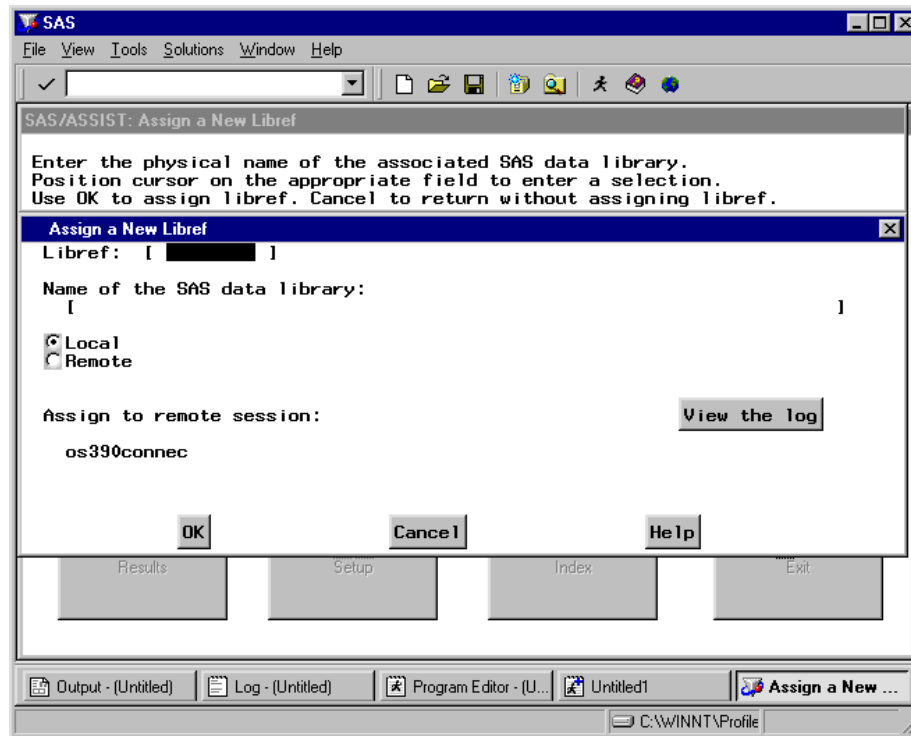 SAS
File View Tools Solutions Window Help
SAS/ASSIST: Assign a New Libref
Enter the physical name of the associated SAS data library.
Position cursor on the appropriate field to enter a selection.
Use OK to assign libref. Cancel to return without assigning libref.
Assign a New Libref
Libref: [ ]
Name of the SAS data library:
[ ]
Local
Remote
Assign to remote session:
View the log
os390connec
OK Cancel Help
Results Setup Index Exit
Output - (Untitled) Log - (Untitled) Program Editor - (U... Untitled1 Assign a New ...
C:\WINNT\Profile